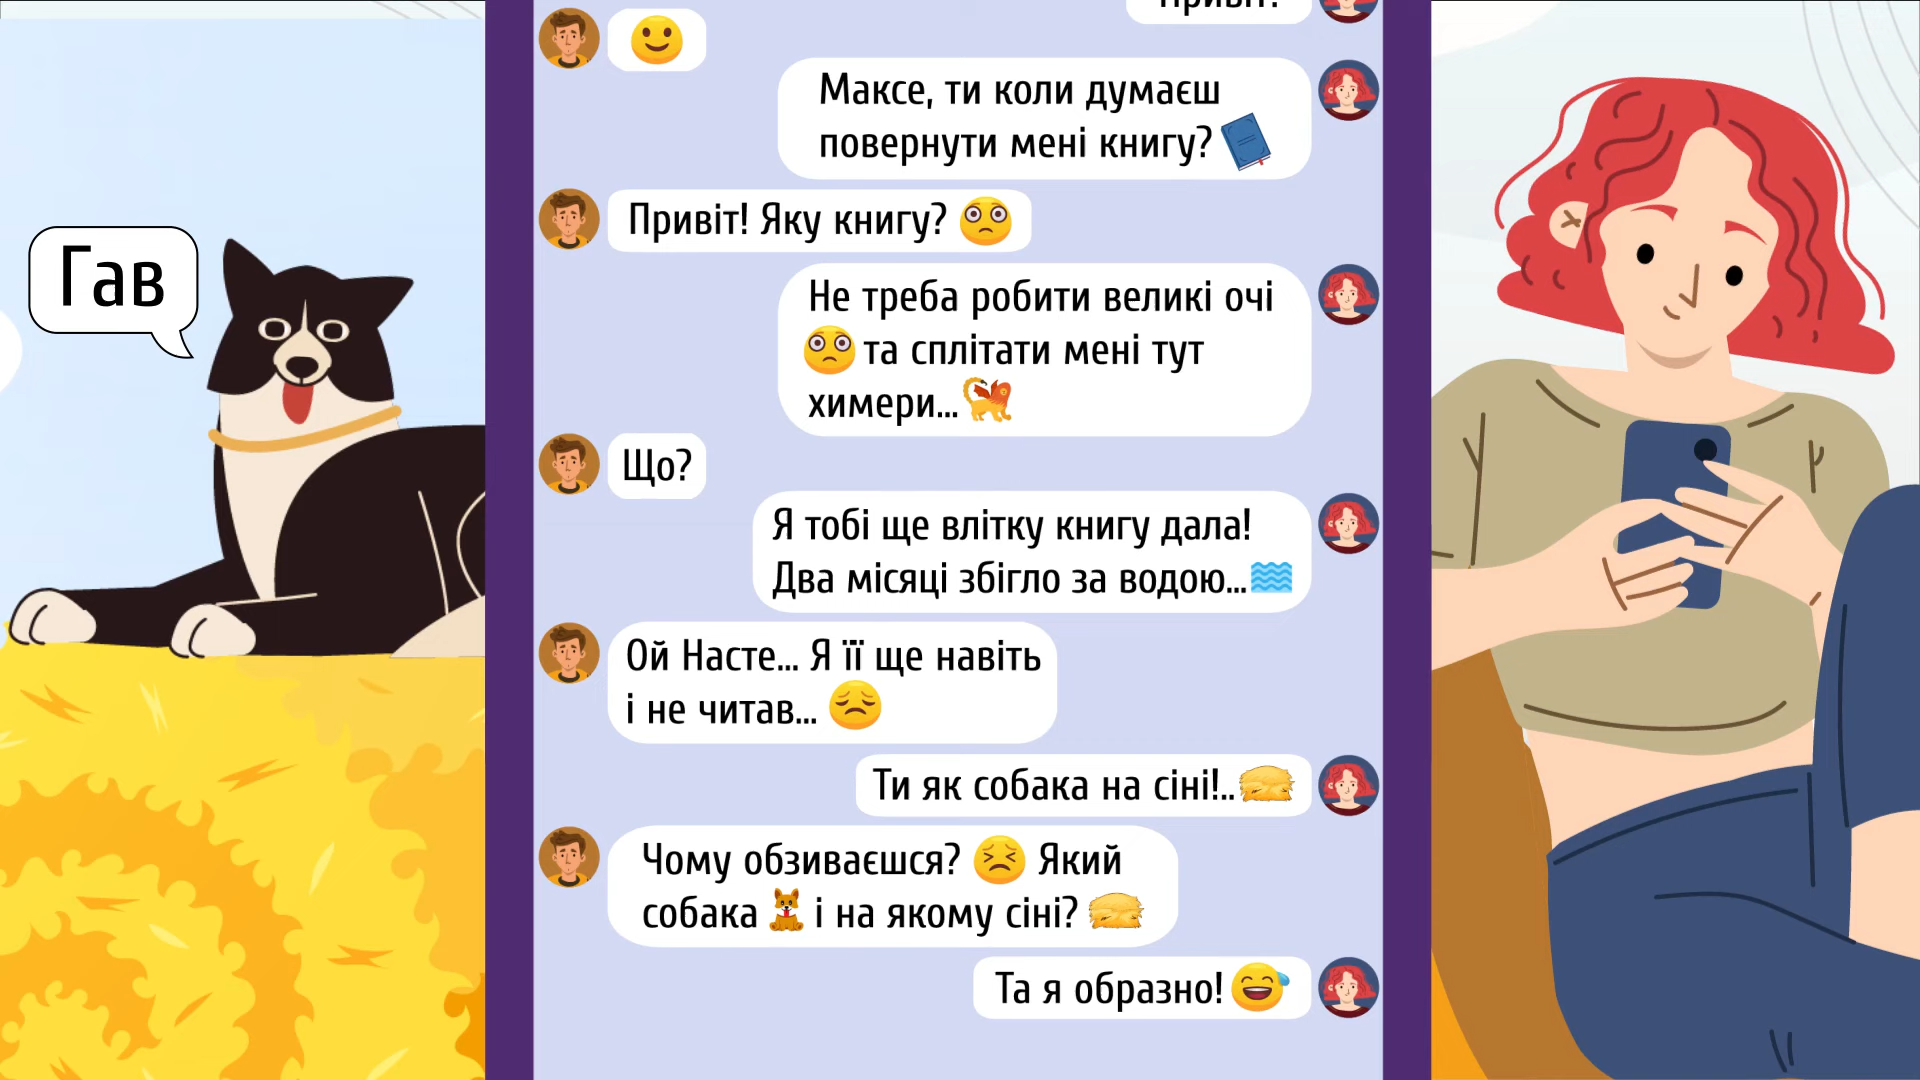 Привіт!
Максе, ти коли думаєш
повернути мені книгу?
Привіт! Яку книгу?
Гав
Не треба робити великі очі
та сплітати мені тут
химери...
Що?
Я тобі ще влітку книгу дала!
Два місяці збігло за водою...
Ой Насте... Я її ще навіть
і не читав...
Ти як собака на сіні!..
Чому обзиваєшся? Який
собака і на якому сіні?
Та я образно!